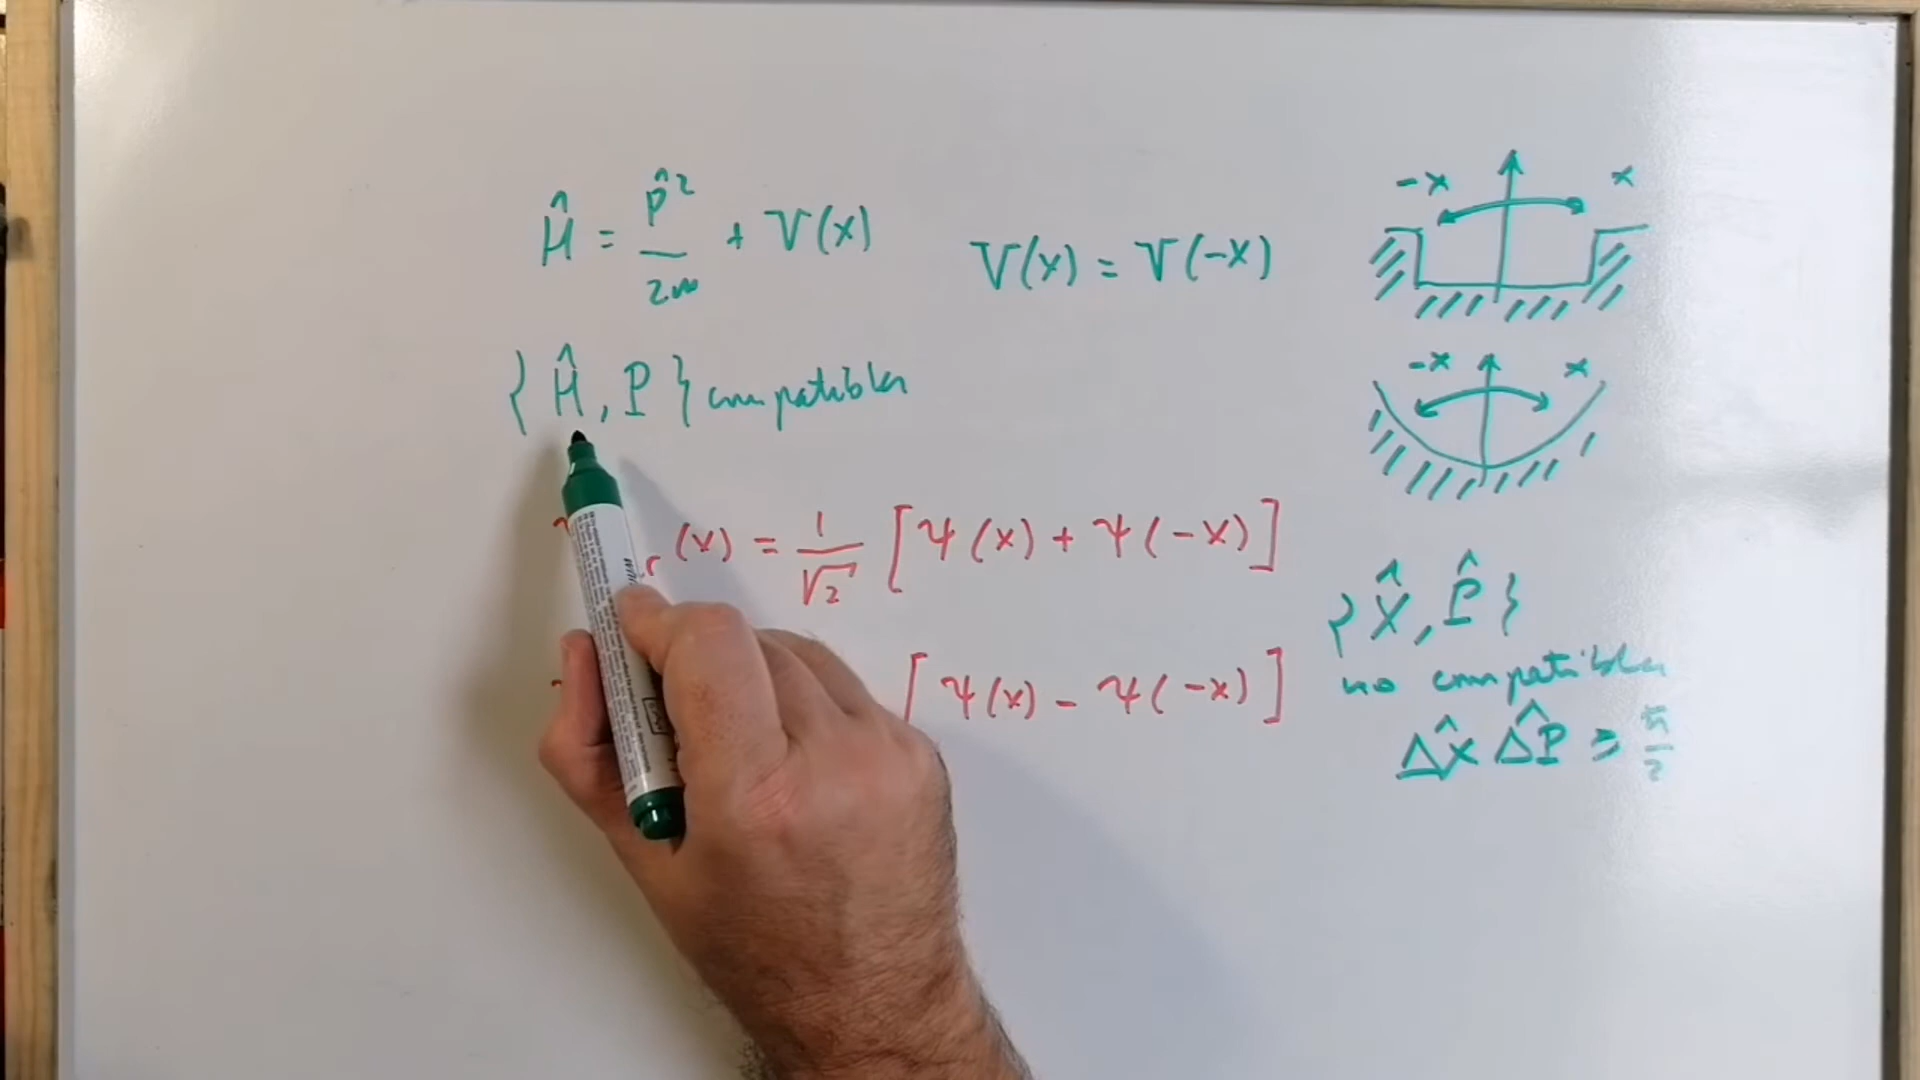 Ĥ = p̂²/2m + V(x)
V(x) = V(-x)
-x x
{Ĥ, P} compatibles
-x x
r (x) = 1/√2 [Ψ(x) + Ψ(-x)]
[Ψ(x) - Ψ(-x)]
{X̂, P̂}
no compatibles
ΔX̂ ΔP̂ ≥ ħ/2